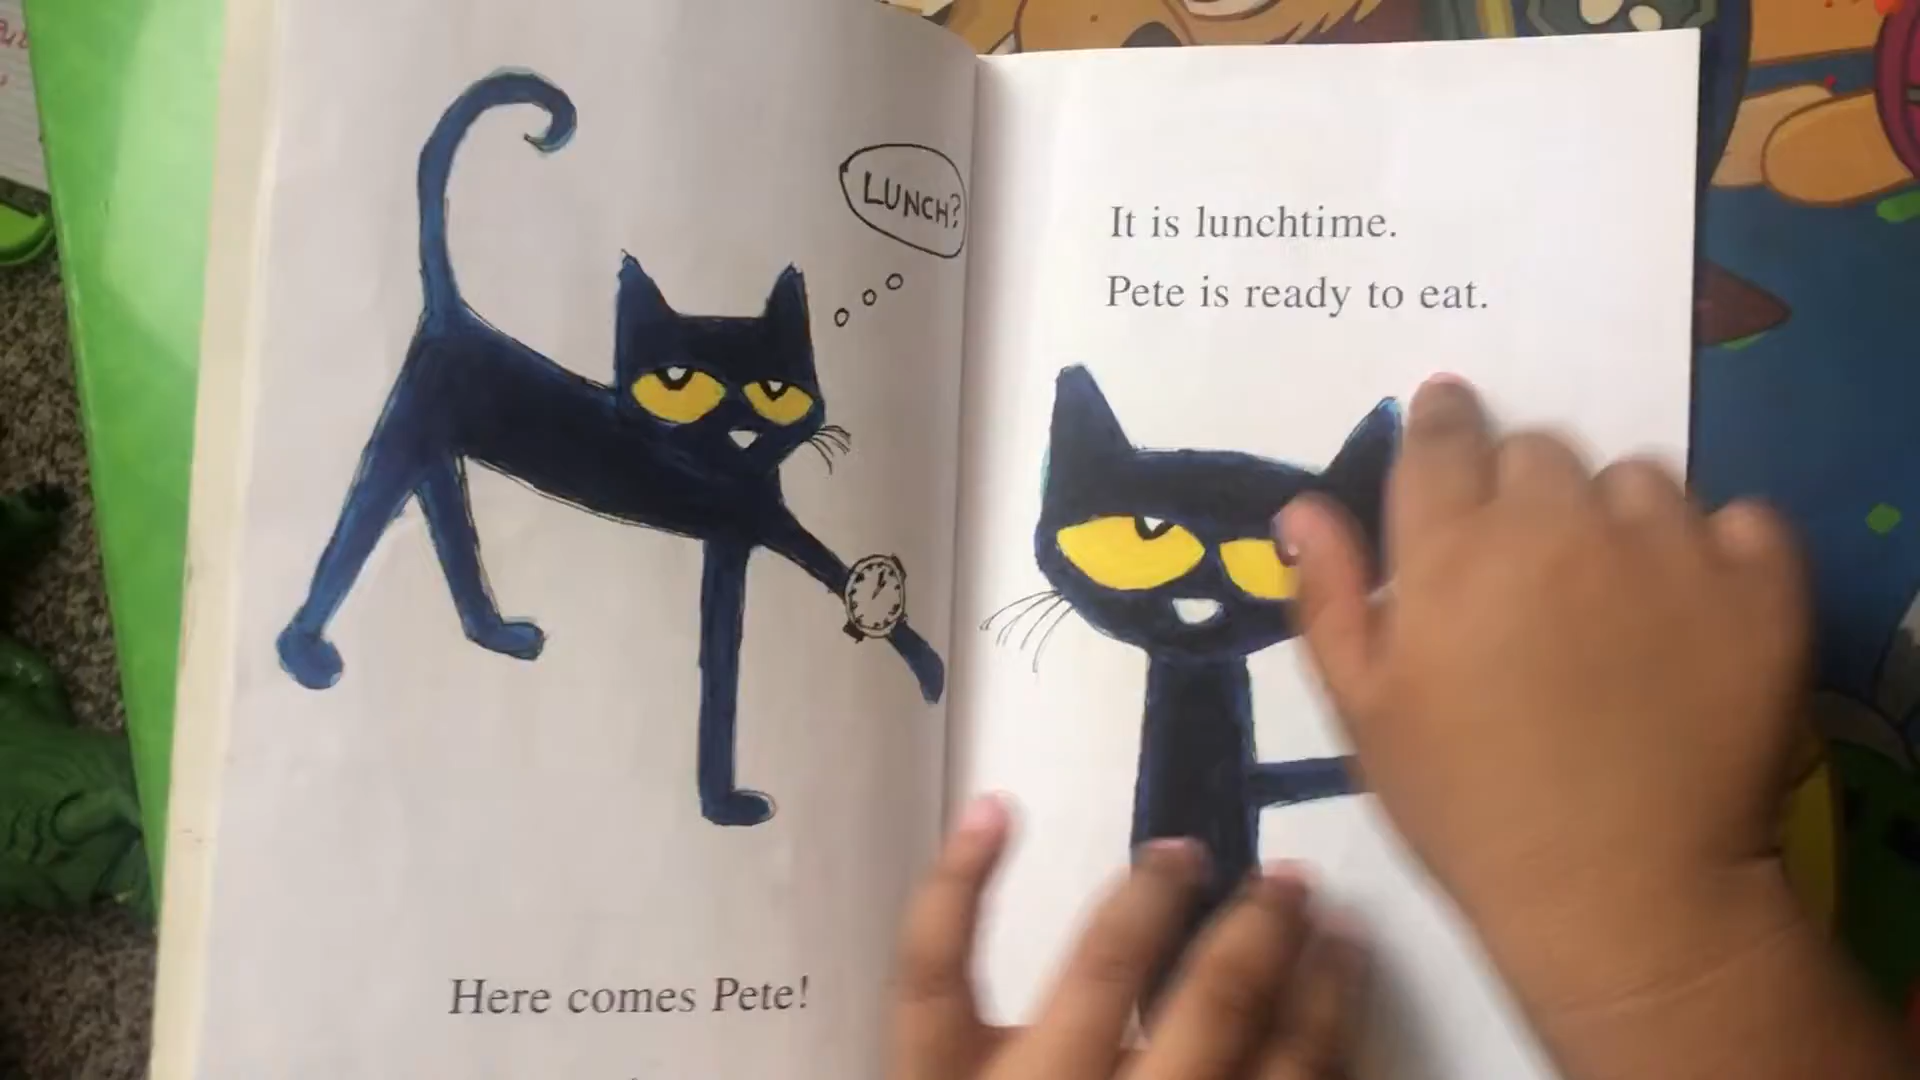 LUNCH?
Here comes Pete!
It is lunchtime.
Pete is ready to eat.